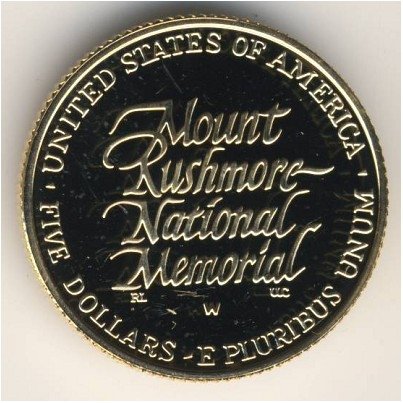 · UNITED STATES OF AMERICA ·
Mount
Rushmore
National
Memorial
RL LLC
W
FIVE DOLLARS - E PLURIBUS UNUM